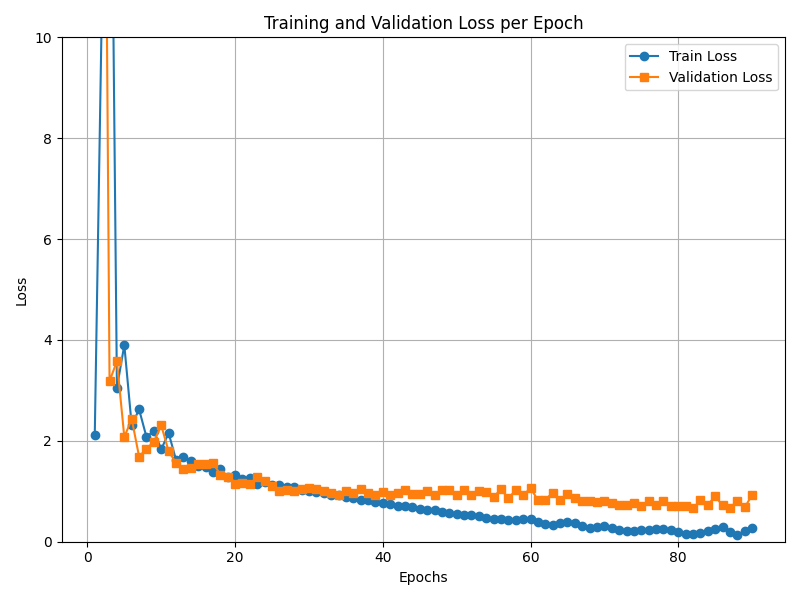 Training and Validation Loss per Epoch
Train Loss
Validation Loss
Loss
10
8
6
4
2
0
0 20 40 60 80
Epochs